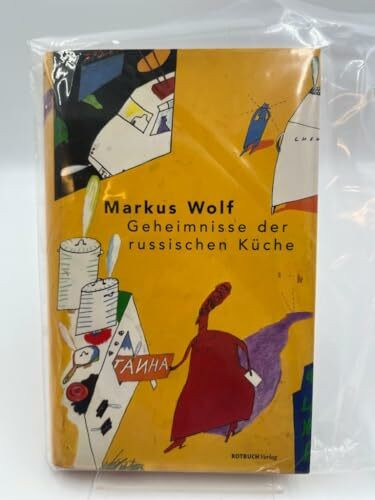 Markus Wolf
Geheimnisse der
russischen Küche
ТАЙНА
ROTBUCH Verlag